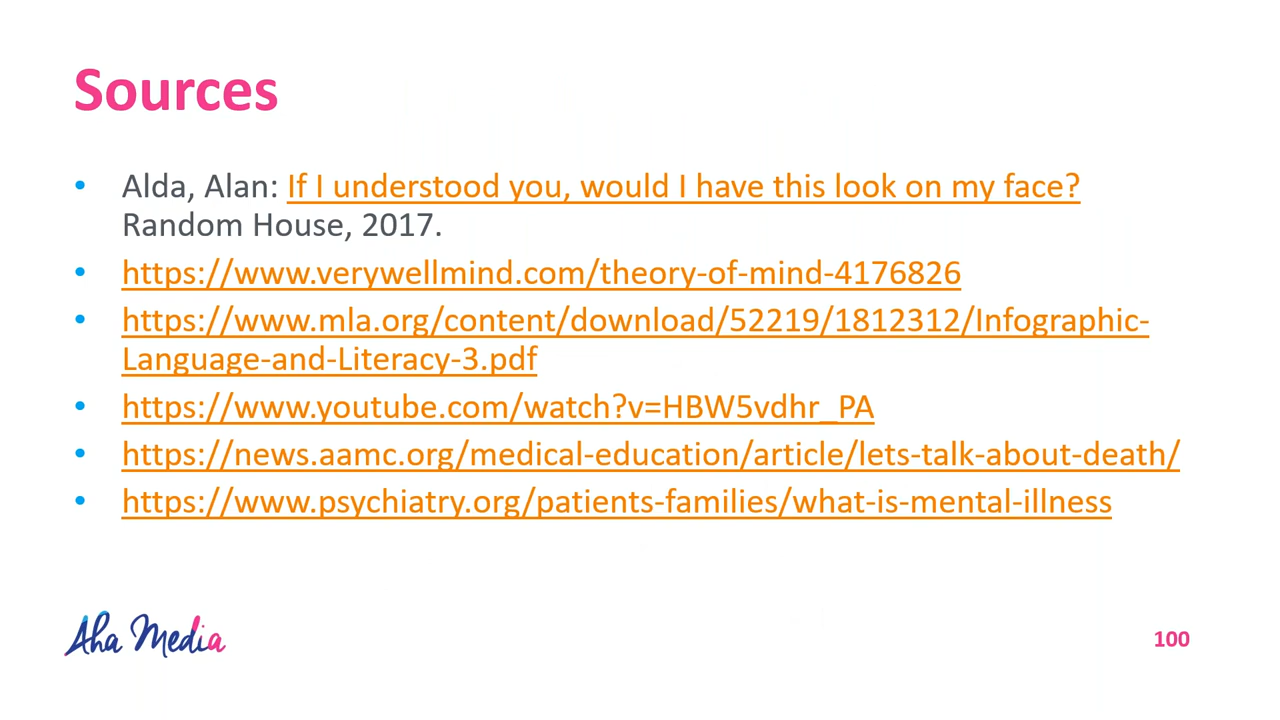 Sources
• Alda, Alan: If I understood you, would I have this look on my face?
Random House, 2017.
• https://www.verywellmind.com/theory-of-mind-4176826
• https://www.mla.org/content/download/52219/1812312/Infographic-
Language-and-Literacy-3.pdf
• https://www.youtube.com/watch?v=HBW5vdhr_PA
• https://news.aamc.org/medical-education/article/lets-talk-about-death/
• https://www.psychiatry.org/patients-families/what-is-mental-illness
Aha Media
100